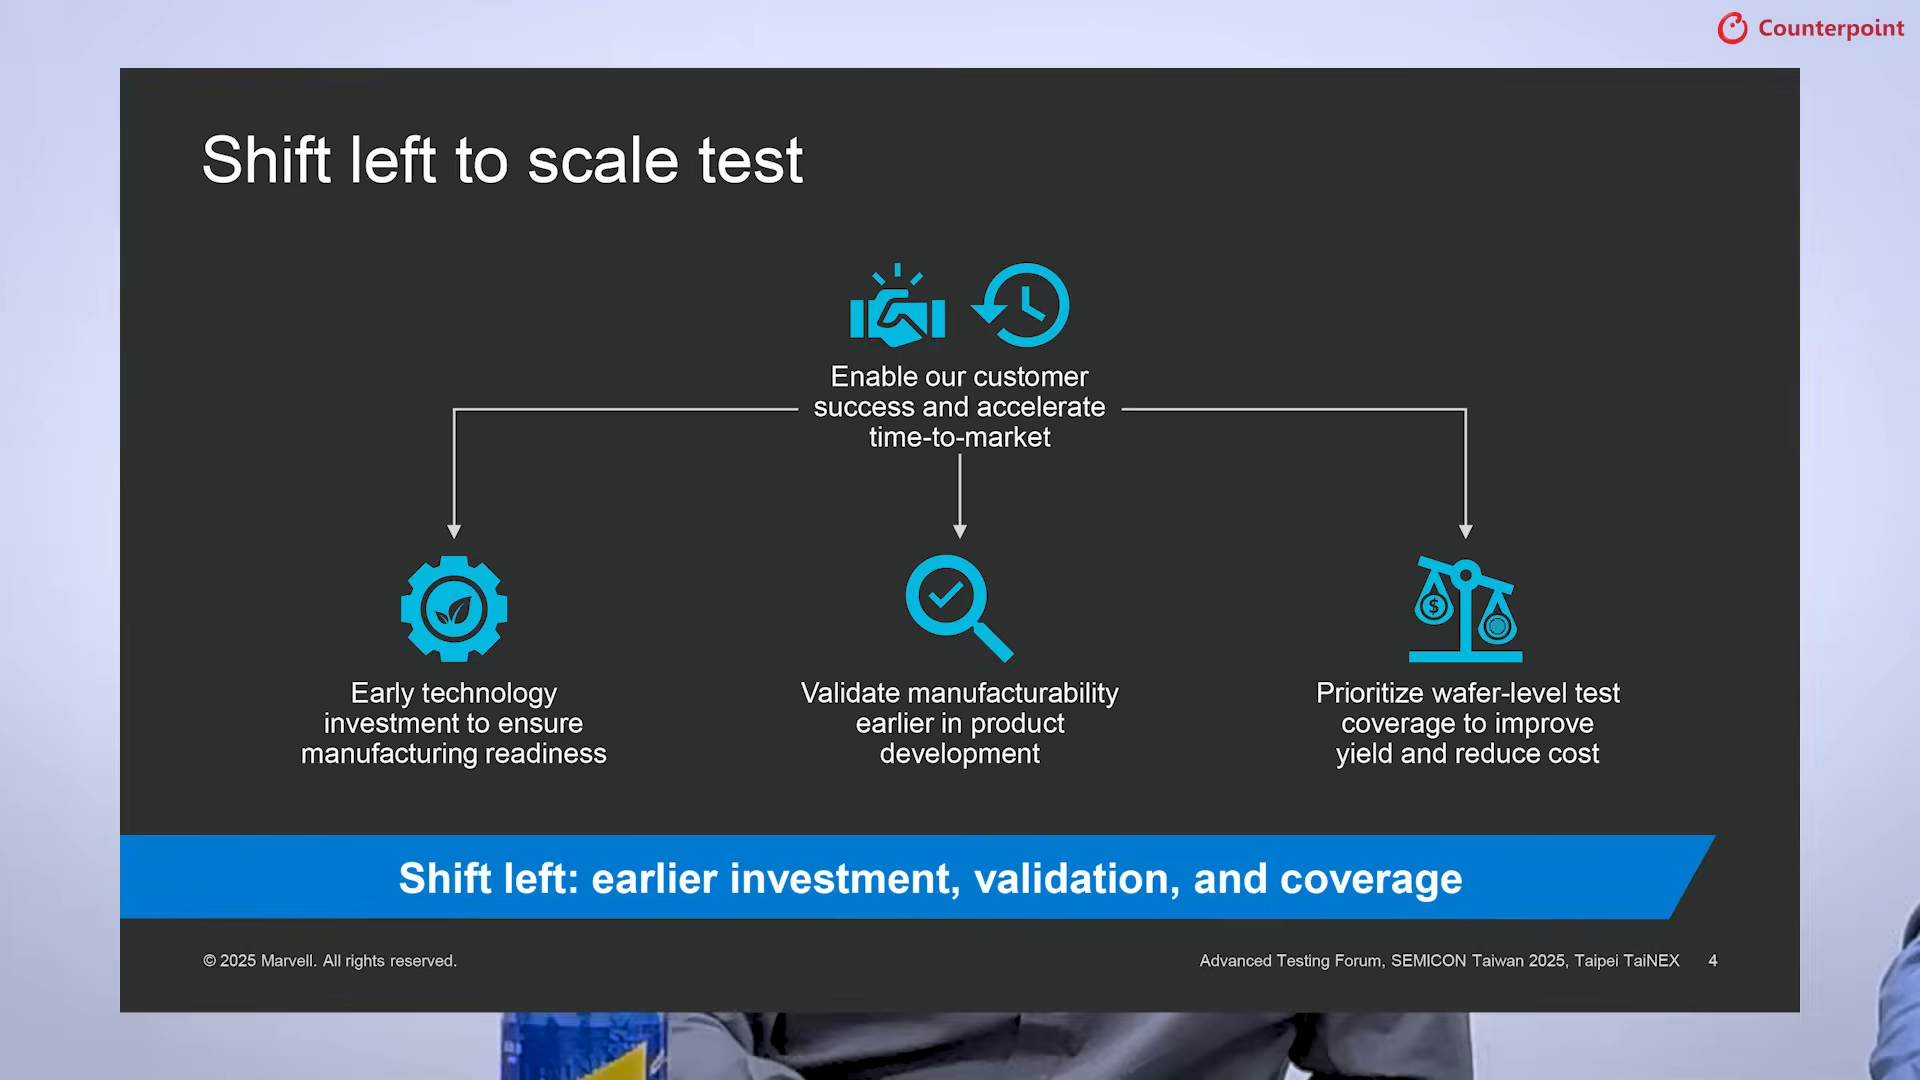 Counterpoint
Shift left to scale test
Enable our customer
success and accelerate
time-to-market
Early technology
investment to ensure
manufacturing readiness
Validate manufacturability
earlier in product
development
$
Prioritize wafer-level test
coverage to improve
yield and reduce cost
Shift left: earlier investment, validation, and coverage
© 2025 Marvell. All rights reserved.
Advanced Testing Forum, SEMICON Taiwan 2025, Taipei TaiNEX 4